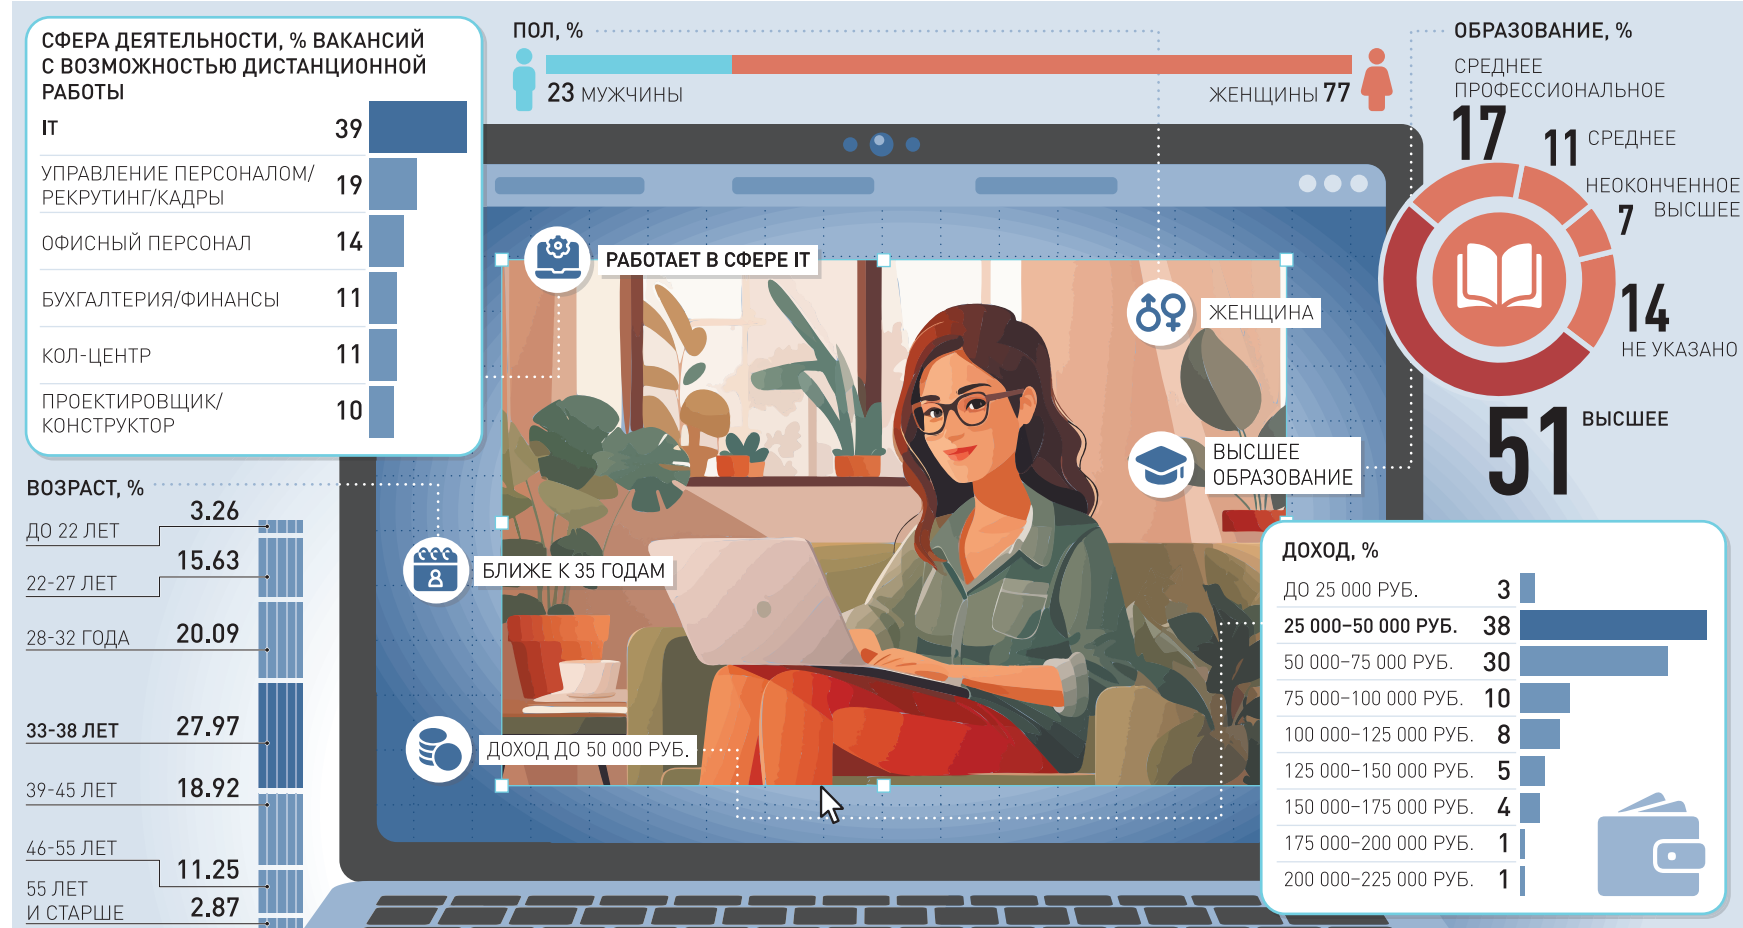 СФЕРА ДЕЯТЕЛЬНОСТИ, % ВАКАНСИЙ
С ВОЗМОЖНОСТЬЮ ДИСТАНЦИОННОЙ
РАБОТЫ
IT 39
УПРАВЛЕНИЕ ПЕРСОНАЛОМ/
РЕКРУТИНГ/КАДРЫ 19
ОФИСНЫЙ ПЕРСОНАЛ 14
БУХГАЛТЕРИЯ/ФИНАНСЫ 11
КОЛ-ЦЕНТР 11
ПРОЕКТИРОВЩИК/
КОНСТРУКТОР 10
ПОЛ, %
23 МУЖЧИНЫ
ЖЕНЩИНЫ 77
ОБРАЗОВАНИЕ, %
СРЕДНЕЕ
ПРОФЕССИОНАЛЬНОЕ
17
11 СРЕДНЕЕ
НЕОКОНЧЕННОЕ
7 ВЫСШЕЕ
14
НЕ УКАЗАНО
51 ВЫСШЕЕ
РАБОТАЕТ В СФЕРЕ IT
ЖЕНЩИНА
ВЫСШЕЕ
ОБРАЗОВАНИЕ
БЛИЖЕ К 35 ГОДАМ
ДОХОД ДО 50 000 РУБ.
ВОЗРАСТ, %
ДО 22 ЛЕТ 3.26
22-27 ЛЕТ 15.63
28-32 ГОДА 20.09
33-38 ЛЕТ 27.97
39-45 ЛЕТ 18.92
46-55 ЛЕТ 11.25
55 ЛЕТ
И СТАРШЕ 2.87
ДОХОД, %
ДО 25 000 РУБ. 3
25 000–50 000 РУБ. 38
50 000–75 000 РУБ. 30
75 000–100 000 РУБ. 10
100 000–125 000 РУБ. 8
125 000–150 000 РУБ. 5
150 000–175 000 РУБ. 4
175 000–200 000 РУБ. 1
200 000–225 000 РУБ. 1